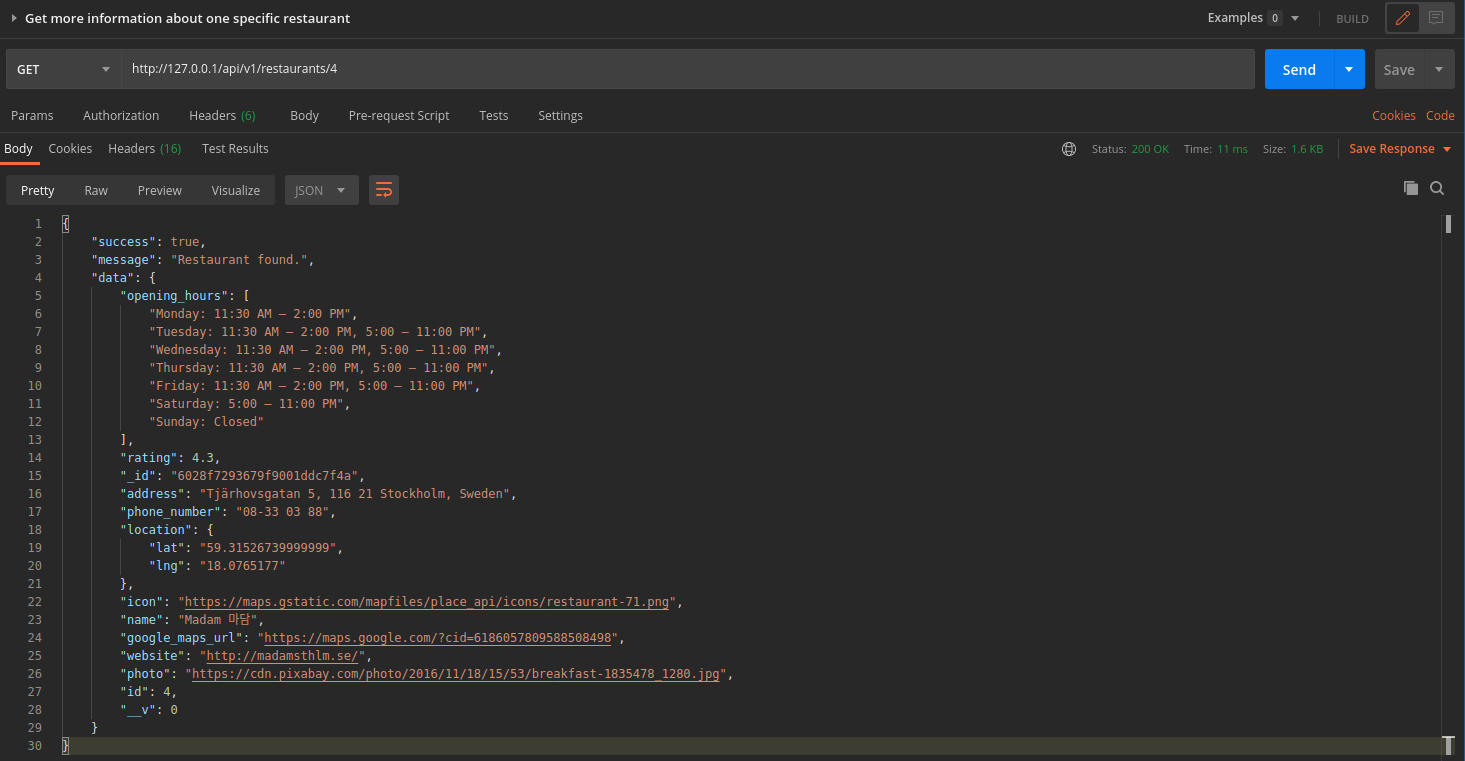 Get more information about one specific restaurant Examples 0 BUILD
GET http://127.0.0.1/api/v1/restaurants/4 Send Save
Params Authorization Headers (6) Body Pre-request Script Tests Settings Cookies Code
Body Cookies Headers (16) Test Results Status: 200 OK Time: 11 ms Size: 1.6 KB Save Response
Pretty Raw Preview Visualize JSON
1 {
2 "success": true,
3 "message": "Restaurant found.",
4 "data": {
5 "opening_hours": [
6 "Monday: 11:30 AM – 2:00 PM",
7 "Tuesday: 11:30 AM – 2:00 PM, 5:00 – 11:00 PM",
8 "Wednesday: 11:30 AM – 2:00 PM, 5:00 – 11:00 PM",
9 "Thursday: 11:30 AM – 2:00 PM, 5:00 – 11:00 PM",
10 "Friday: 11:30 AM – 2:00 PM, 5:00 – 11:00 PM",
11 "Saturday: 5:00 – 11:00 PM",
12 "Sunday: Closed"
13 ],
14 "rating": 4.3,
15 "_id": "6028f7293679f9001ddc7f4a",
16 "address": "Tjärhovsgatan 5, 116 21 Stockholm, Sweden",
17 "phone_number": "08-33 03 88",
18 "location": {
19 "lat": "59.31526739999999",
20 "lng": "18.0765177"
21 },
22 "icon": "https://maps.gstatic.com/mapfiles/place_api/icons/restaurant-71.png",
23 "name": "Madam 마담",
24 "google_maps_url": "https://maps.google.com/?cid=6186057809588508498",
25 "website": "http://madamsthlm.se/",
26 "photo": "https://cdn.pixabay.com/photo/2016/11/18/15/53/breakfast-1835478_1280.jpg",
27 "id": 4,
28 "__v": 0
29 }
30 }